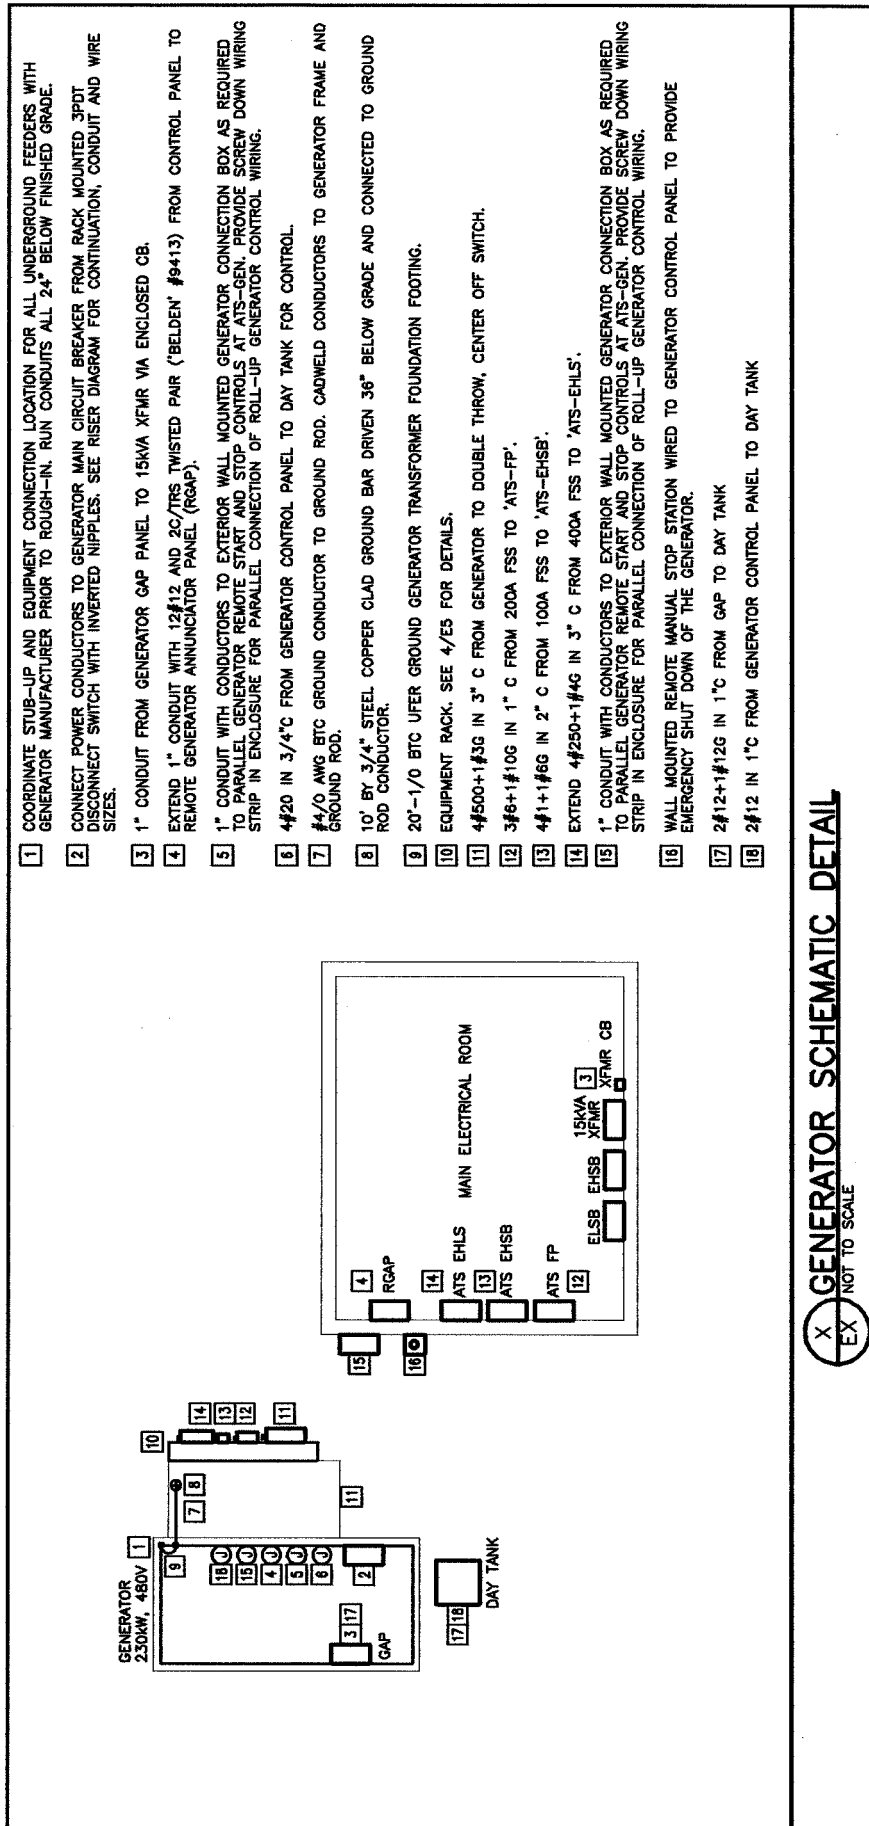 GENERATOR
230kW, 480V
1
9
7
8
10
14
13
12
11
11
16
15
4
5
6
2
3 17
GAP
17 18
DAY TANK
15
16
4
RGAP
14
ATS EHLS
13
ATS EHSB
ATS FP
12
MAIN ELECTRICAL ROOM
ELSB
EHSB
15kVA
XFMR
3
XFMR CB
1 COORDINATE STUB-UP AND EQUIPMENT CONNECTION LOCATION FOR ALL UNDERGROUND FEEDERS WITH
GENERATOR MANUFACTURER PRIOR TO ROUGH-IN. RUN CONDUITS ALL 24" BELOW FINISHED GRADE.
2 CONNECT POWER CONDUCTORS TO GENERATOR MAIN CIRCUIT BREAKER FROM RACK MOUNTED 3PDT
DISCONNECT SWITCH WITH INVERTED NIPPLES. SEE RISER DIAGRAM FOR CONTINUATION, CONDUIT AND WIRE
SIZES.
3 1" CONDUIT FROM GENERATOR GAP PANEL TO 15kVA XFMR VIA ENCLOSED CB.
4 EXTEND 1" CONDUIT WITH 12#12 AND 2C/TRS TWISTED PAIR ('BELDEN' #9413) FROM CONTROL PANEL TO
REMOTE GENERATOR ANNUNCIATOR PANEL (RGAP).
5 1" CONDUIT WITH CONDUCTORS TO EXTERIOR WALL MOUNTED GENERATOR CONNECTION BOX AS REQUIRED
TO PARALLEL GENERATOR REMOTE START AND STOP CONTROLS AT ATS-GEN. PROVIDE SCREW DOWN WIRING
STRIP IN ENCLOSURE FOR PARALLEL CONNECTION OF ROLL-UP GENERATOR CONTROL WIRING.
6 4#20 IN 3/4"C FROM GENERATOR CONTROL PANEL TO DAY TANK FOR CONTROL.
7 #4/0 AWG BTC GROUND CONDUCTOR TO GROUND ROD. CADWELD CONDUCTORS TO GENERATOR FRAME AND
GROUND ROD.
8 10' BY 3/4" STEEL COPPER CLAD GROUND BAR DRIVEN 36" BELOW GRADE AND CONNECTED TO GROUND
ROD CONDUCTOR.
9 20'-1/0 BTC UFER GROUND GENERATOR TRANSFORMER FOUNDATION FOOTING.
10 EQUIPMENT RACK. SEE 4/E5 FOR DETAILS.
11 4#500+1#3G IN 3" C FROM GENERATOR TO DOUBLE THROW, CENTER OFF SWITCH.
12 3#6+1#10G IN 1" C FROM 200A FSS TO 'ATS-FP'.
13 4#1+1#6G IN 2" C FROM 100A FSS TO 'ATS-EHSB'.
14 EXTEND 4#250+1#4G IN 3" C FROM 400A FSS TO 'ATS-EHLS'.
15 1" CONDUIT WITH CONDUCTORS TO EXTERIOR WALL MOUNTED GENERATOR CONNECTION BOX AS REQUIRED
TO PARALLEL GENERATOR REMOTE START AND STOP CONTROLS AT ATS-GEN. PROVIDE SCREW DOWN WIRING
STRIP IN ENCLOSURE FOR PARALLEL CONNECTION OF ROLL-UP GENERATOR CONTROL WIRING.
16 WALL MOUNTED REMOTE MANUAL STOP STATION WIRED TO GENERATOR CONTROL PANEL TO PROVIDE
EMERGENCY SHUT DOWN OF THE GENERATOR.
17 2#12+1#12G IN 1"C FROM GAP TO DAY TANK
18 2#12 IN 1"C FROM GENERATOR CONTROL PANEL TO DAY TANK
X
EX
GENERATOR SCHEMATIC DETAIL
NOT TO SCALE